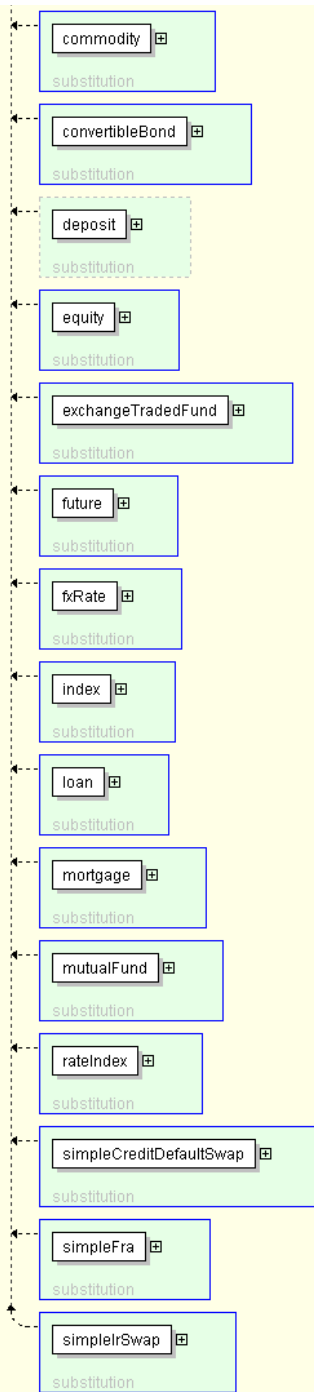 commodity
substitution
convertibleBond
substitution
deposit
substitution
equity
substitution
exchangeTradedFund
substitution
future
substitution
fxRate
substitution
index
substitution
loan
substitution
mortgage
substitution
mutualFund
substitution
rateIndex
substitution
simpleCreditDefaultSwap
substitution
simpleFra
substitution
simpleIrSwap
substitution